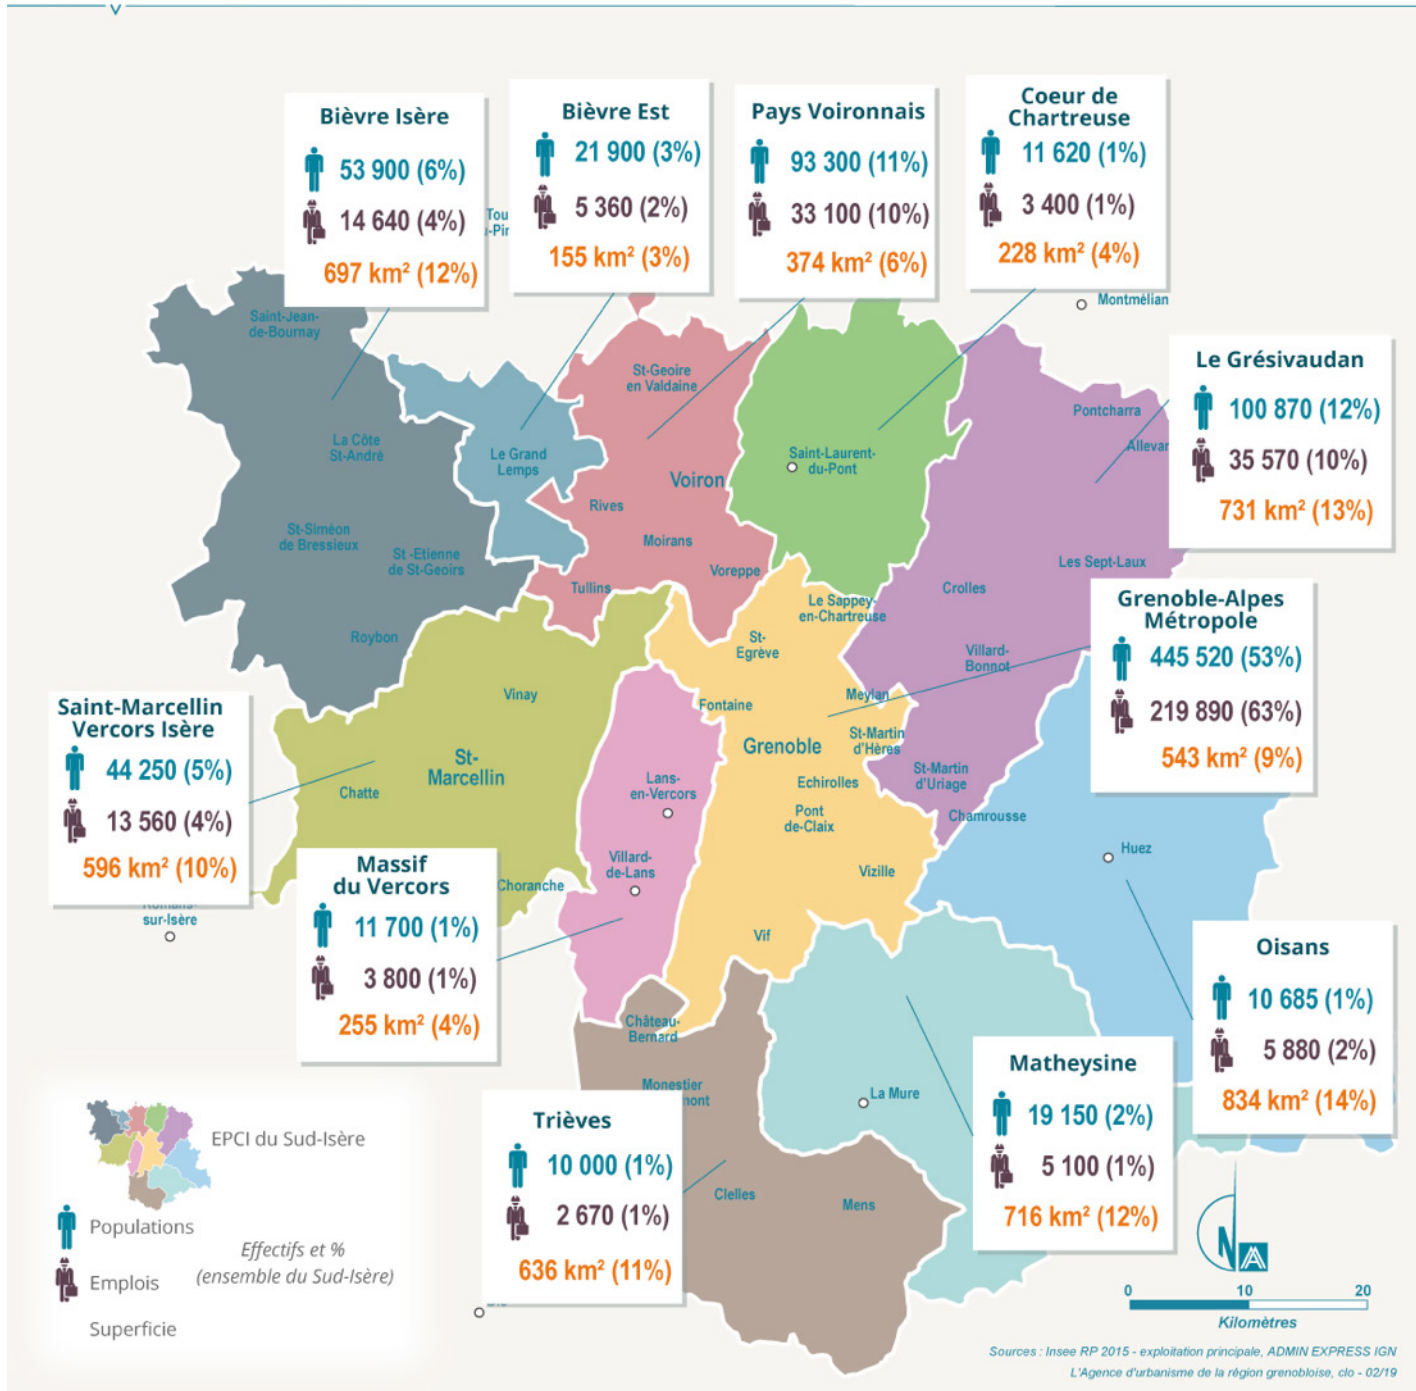 Bièvre Isère
53 900 (6%)
14 640 (4%)
697 km² (12%)
Bièvre Est
21 900 (3%)
5 360 (2%)
155 km² (3%)
Pays Voironnais
93 300 (11%)
33 100 (10%)
374 km² (6%)
Coeur de
Chartreuse
11 620 (1%)
3 400 (1%)
228 km² (4%)
Montmélian
Le Grésivaudan
100 870 (12%)
35 570 (10%)
731 km² (13%)
Saint-Jean-
de-Bournay
La Côte
St-André
St-Siméon
de Bressieux
St -Etienne
de St-Geoirs
Roybon
Le Grand
Lemps
St-Geoire
en Valdaine
Voiron
Rives
Moirans
Voreppe
Tullins
Saint-Laurent-
du-Pont
Pontcharra
Les Sept-Laux
Crolles
Villard-
Bonnot
Le Sappey-
en-Chartreuse
St-
Egrève
Fontaine
Meylan
Grenoble
St-Martin
d'Hères
Echirolles
Pont
de-Claix
St-Martin
d'Uriage
Chamrousse
Vizille
Vif
Huez
Grenoble-Alpes
Métropole
445 520 (53%)
219 890 (63%)
543 km² (9%)
Saint-Marcellin
Vercors Isère
44 250 (5%)
13 560 (4%)
596 km² (10%)
Vinay
St-
Marcellin
Chatte
Choranche
sur-Isère
Lans-
en-Vercors
Villard-
de-Lans
Massif
du Vercors
11 700 (1%)
3 800 (1%)
255 km² (4%)
Oisans
10 685 (1%)
5 880 (2%)
834 km² (14%)
Château-
Bernard
Monestier
La Mure
Matheysine
19 150 (2%)
5 100 (1%)
716 km² (12%)
Trièves
10 000 (1%)
2 670 (1%)
636 km² (11%)
Clelles
Mens
EPCI du Sud-Isère
Populations
Emplois
Superficie
Effectifs et %
(ensemble du Sud-Isère)
N
0 10 20
Kilomètres
Sources : Insee RP 2015 - exploitation principale, ADMIN EXPRESS IGN
L'Agence d'urbanisme de la région grenobloise, clo - 02/19